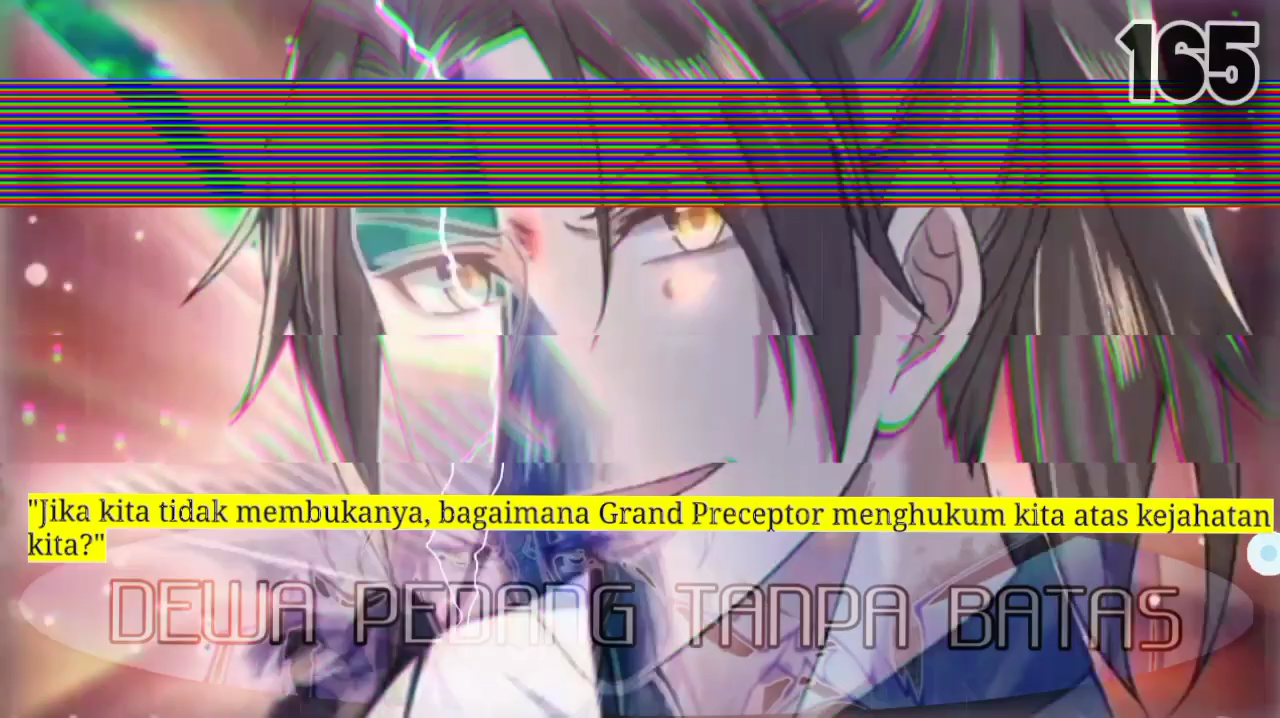 165
"Jika kita tidak membukanya, bagaimana Grand Preceptor menghukum kita atas kejahatan
kita?"
DEWA PEDANG TANPA BATAS